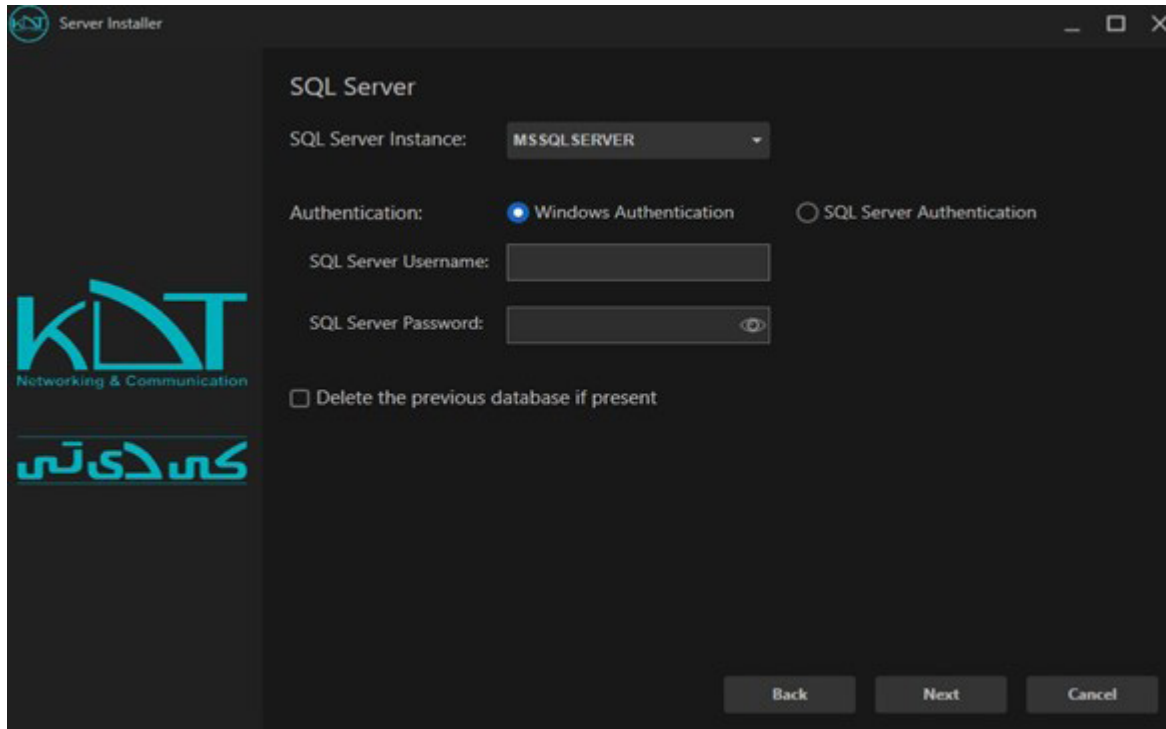 KDT Server Installer
SQL Server
SQL Server Instance: MSSQLSERVER
Authentication: Windows Authentication SQL Server Authentication
SQL Server Username:
SQL Server Password:
Delete the previous database if present
KDT
Networking & Communication
کی دی تی
Back Next Cancel